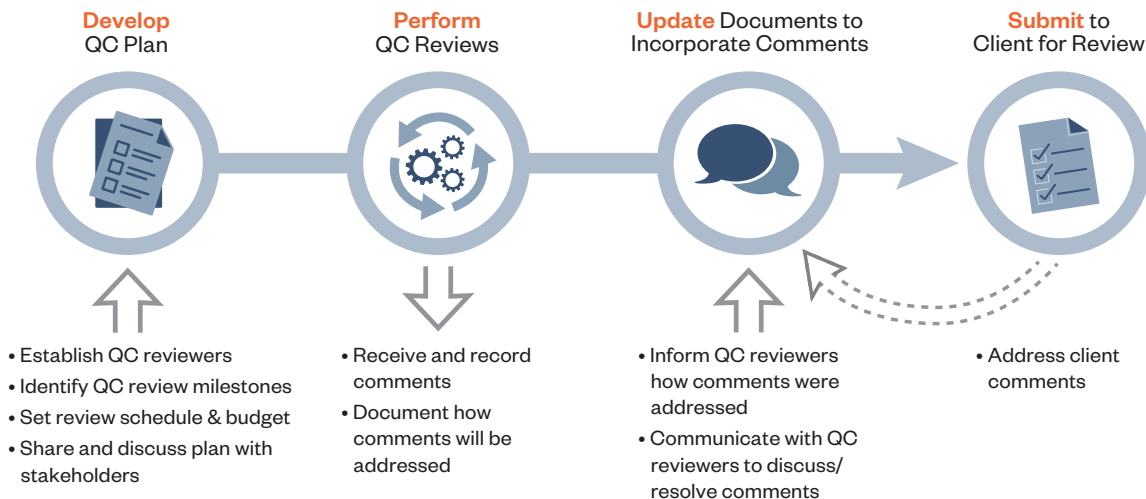 Develop
QC Plan
• Establish QC reviewers
• Identify QC review milestones
• Set review schedule & budget
• Share and discuss plan with
stakeholders
Perform
QC Reviews
• Receive and record
comments
• Document how
comments will be
addressed
Update Documents to
Incorporate Comments
• Inform QC reviewers
how comments were
addressed
• Communicate with QC
reviewers to discuss/
resolve comments
Submit to
Client for Review
• Address client
comments